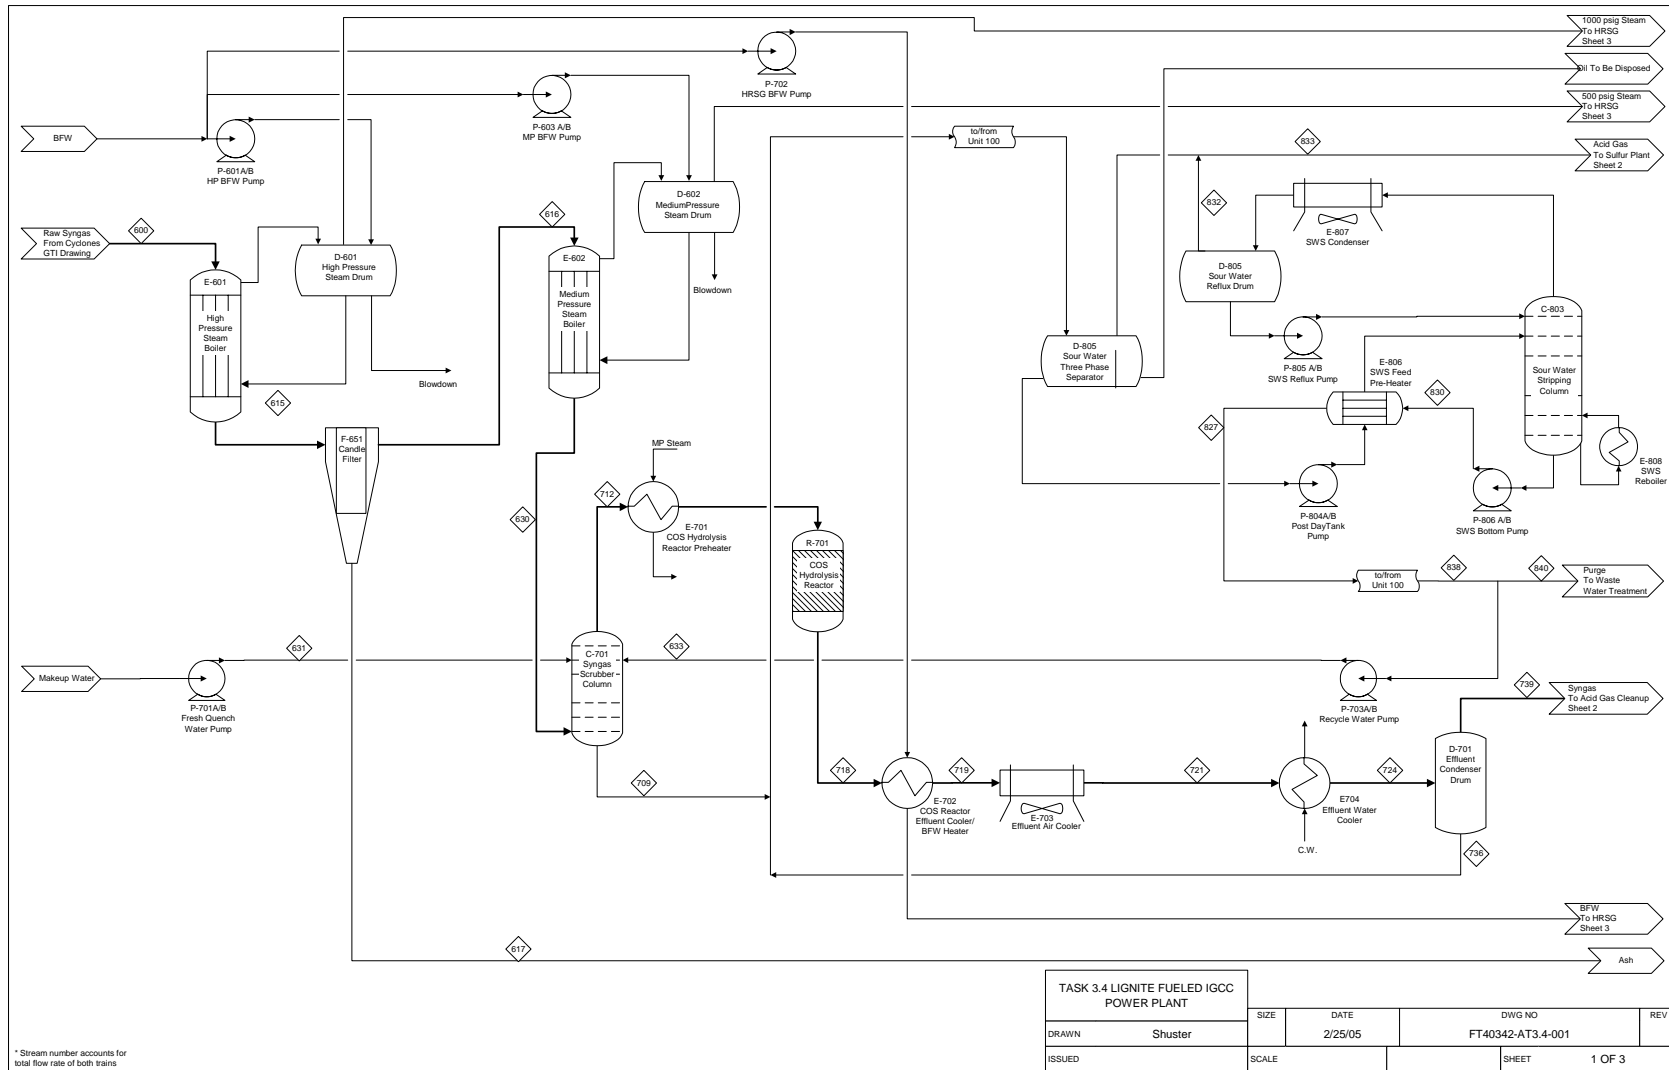 1000 psig Steam
To HRSG
Sheet 3
Oil To Be Disposed
500 psig Steam
To HRSG
Sheet 3
Acid Gas
To Sulfur Plant
Sheet 2
P-702
HRSG BFW Pump
P-603 A/B
MP BFW Pump
BFW
P-601A/B
HP BFW Pump
to/from
Unit 100
833
832
E-807
SWS Condenser
D-602
MediumPressure
Steam Drum
616
600
Raw Syngas
From Cyclones
GTI Drawing
D-601
High Pressure
Steam Drum
E-601
High
Pressure
Steam
Boiler
E-602
Medium
Pressure
Steam
Boiler
Blowdown
Blowdown
615
D-805
Sour Water
Reflux Drum
C-803
Sour Water
Stripping
Column
P-805 A/B
SWS Reflux Pump
D-805
Sour Water
Three Phase
Separator
E-806
SWS Feed
Pre-Heater
830
827
E-808
SWS
Reboiler
F-651
Candle
Filter
MP Steam
712
630
E-701
COS Hydrolysis
Reactor Preheater
P-804A/B
Post DayTank
Pump
P-806 A/B
SWS Bottom Pump
R-701
COS
Hydrolysis
Reactor
to/from
Unit 100
838
840
Purge
To Waste
Water Treatment
631
633
C-701
Syngas
Scrubber
Column
Makeup Water
P-701A/B
Fresh Quench
Water Pump
P-703A/B
Recycle Water Pump
739
Syngas
To Acid Gas Cleanup
Sheet 2
709
718
719
721
724
D-701
Effluent
Condenser
Drum
E-702
COS Reactor
Effluent Cooler/
BFW Heater
E-703
Effluent Air Cooler
E704
Effluent Water
Cooler
C.W.
736
BFW
To HRSG
Sheet 3
617
Ash
TASK 3.4 LIGNITE FUELED IGCC
POWER PLANT
SIZE
DATE
DWG NO
REV
DRAWN
Shuster
2/25/05
FT40342-AT3.4-001
ISSUED
SCALE
SHEET
1 OF 3
* Stream number accounts for
total flow rate of both trains